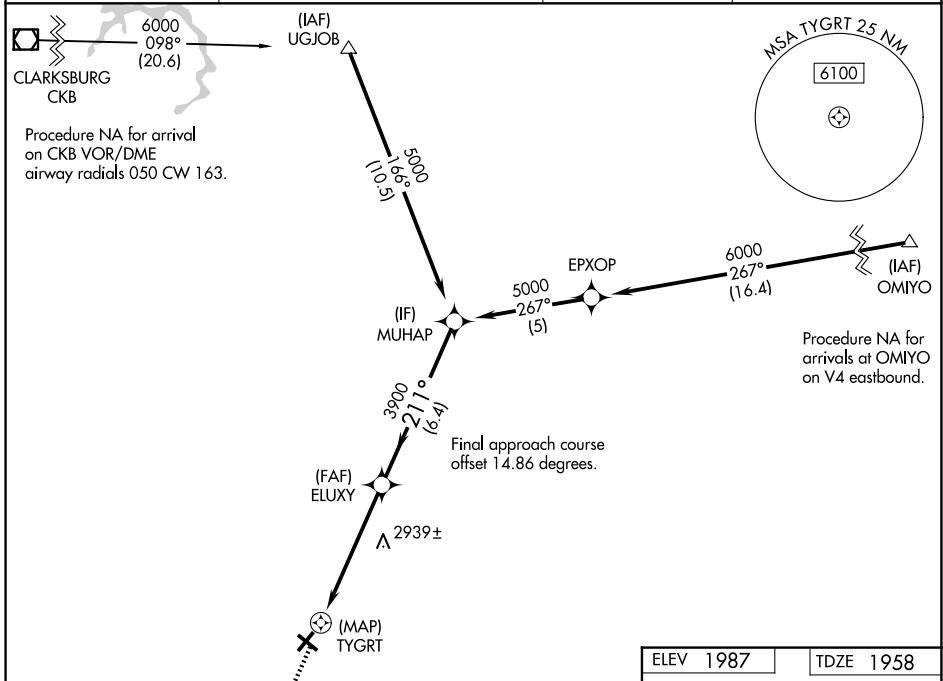 6000
098°
(20.6)
(IAF)
UGJOB
CLARKSBURG
CKB
Procedure NA for arrival
on CKB VOR/DME
airway radials 050 CW 163.
MSA TYGRT 25 NM
6100
5000
166°
(10.5)
6000
267°
(16.4)
(IAF)
OMIYO
EPXOP
5000
267°
(5)
(IF)
MUHAP
Procedure NA for
arrivals at OMIYO
on V4 eastbound.
3900
211°
(6.4)
Final approach course
offset 14.86 degrees.
(FAF)
ELUXY
2939±
(MAP)
TYGRT
ELEV 1987
TDZE 1958